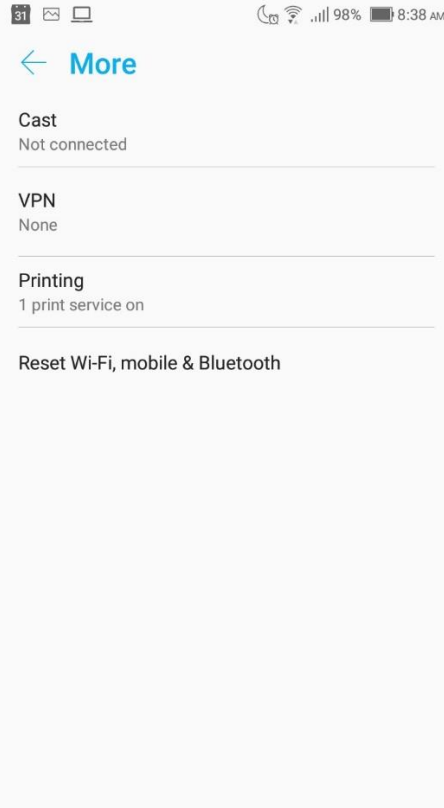 31 98% 8:38 AM
More
Cast
Not connected
VPN
None
Printing
1 print service on
Reset Wi-Fi, mobile & Bluetooth